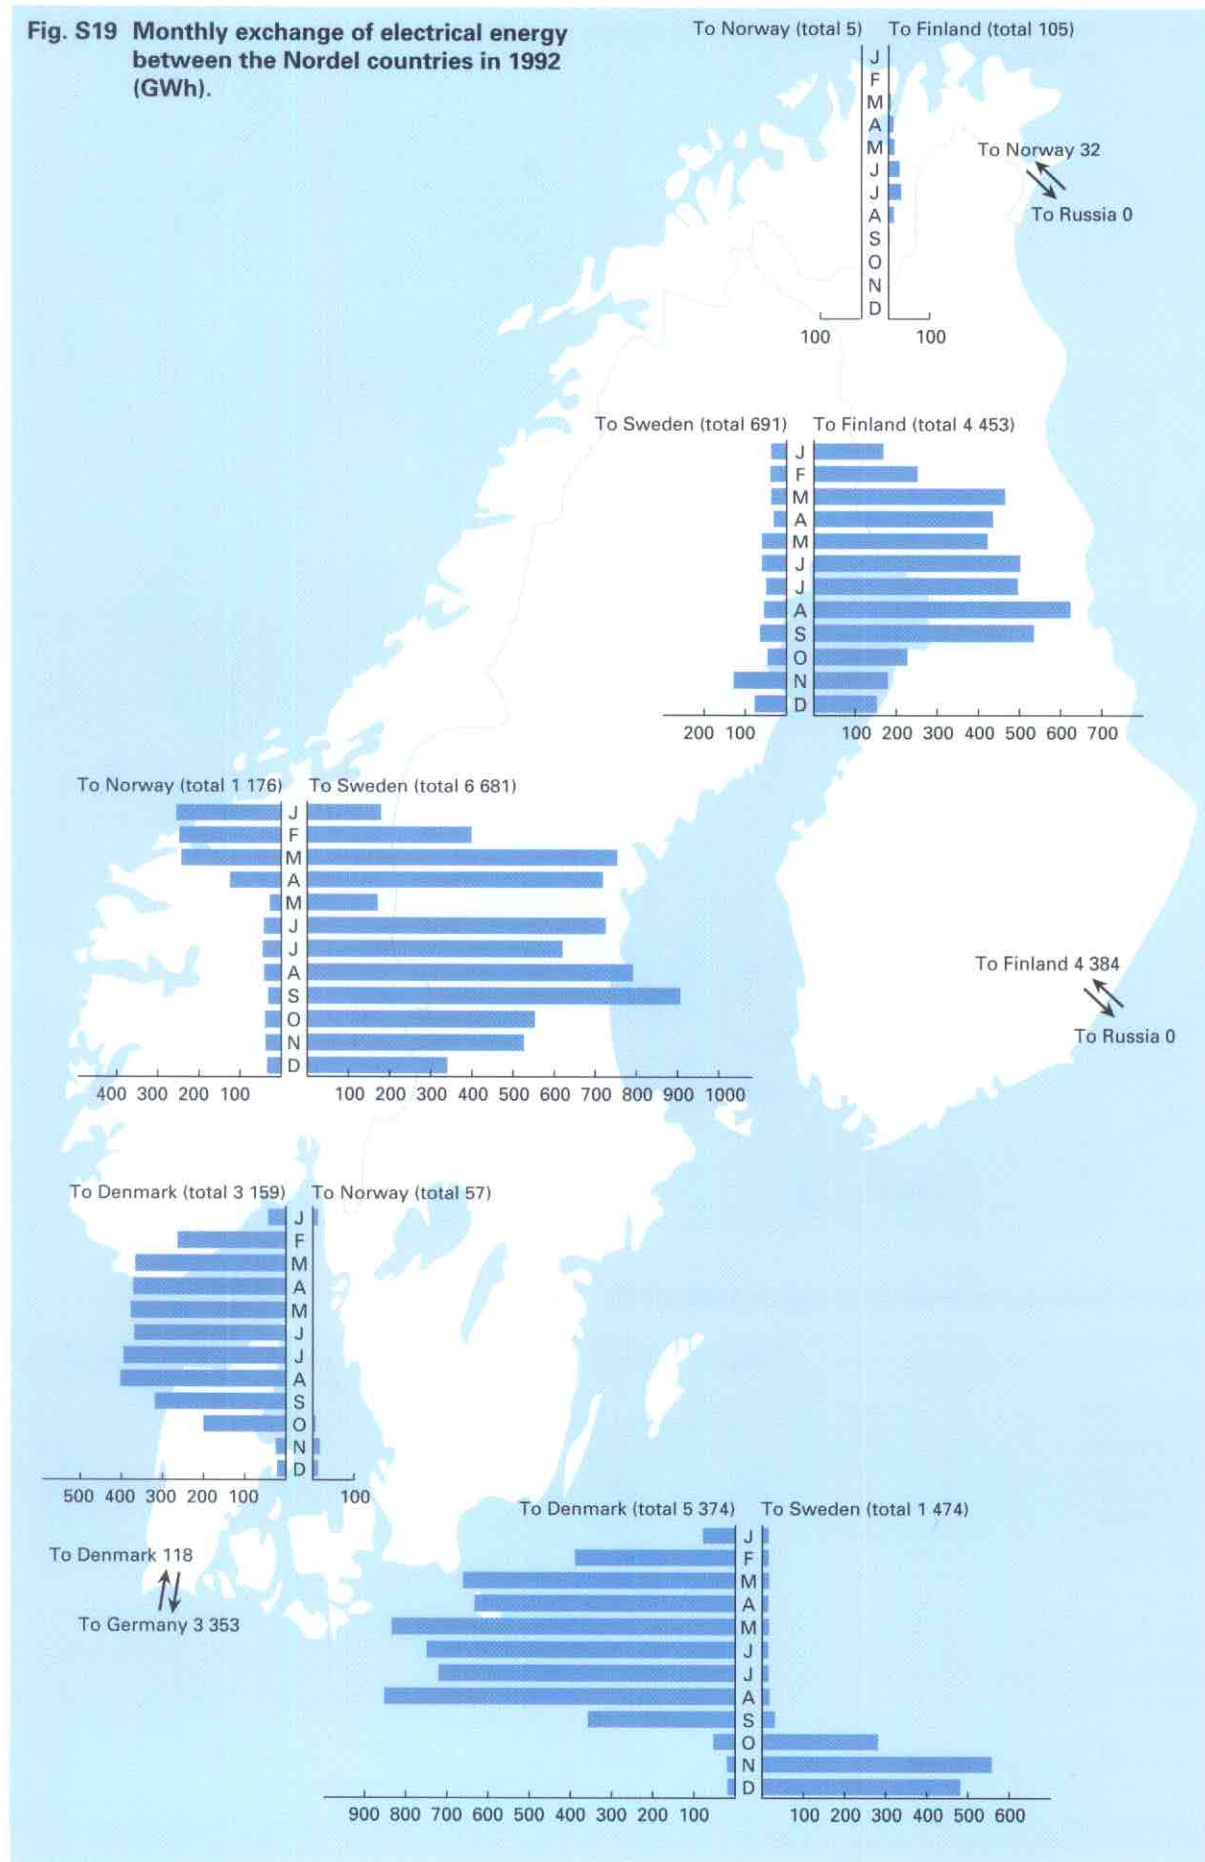 Fig. S19 Monthly exchange of electrical energy
between the Nordel countries in 1992
(GWh).
To Norway (total 5) To Finland (total 105)
J
F
M
A
M
J
J
A
S
O
N
D
100 100
To Norway 32
To Russia 0
To Sweden (total 691) To Finland (total 4 453)
J
F
M
A
M
J
J
A
S
O
N
D
200 100 100 200 300 400 500 600 700
To Norway (total 1 176) To Sweden (total 6 681)
J
F
M
A
M
J
J
A
S
O
N
D
400 300 200 100 100 200 300 400 500 600 700 800 900 1000
To Finland 4 384
To Russia 0
To Denmark (total 3 159) To Norway (total 57)
J
F
M
A
M
J
J
A
S
O
N
D
500 400 300 200 100 100
To Denmark 118
To Germany 3 353
To Denmark (total 5 374) To Sweden (total 1 474)
J
F
M
A
M
J
J
A
S
O
N
D
900 800 700 600 500 400 300 200 100 100 200 300 400 500 600